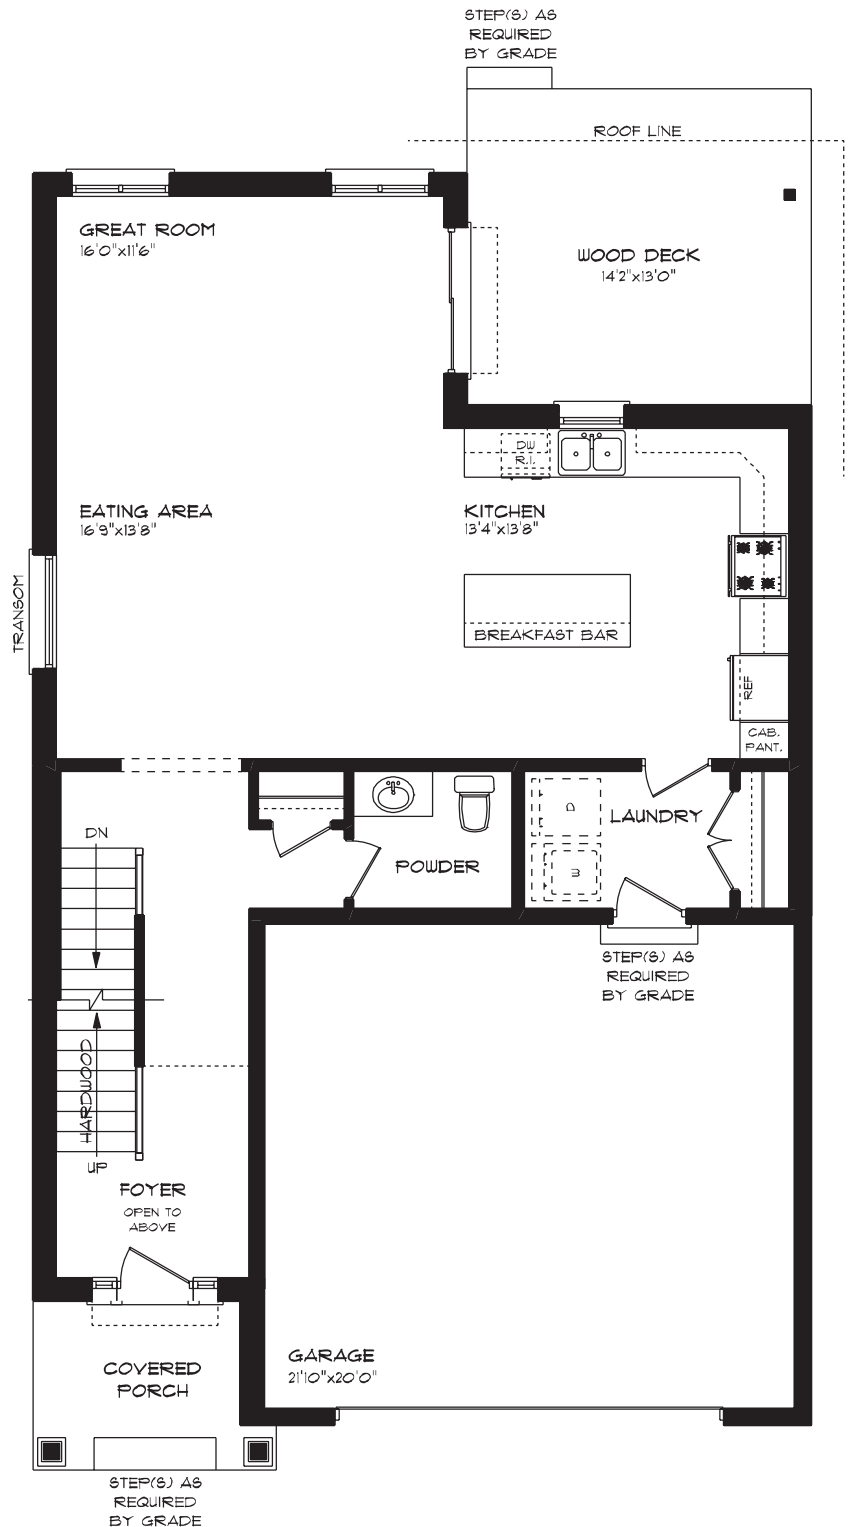 STEP(S) AS
REQUIRED
BY GRADE
ROOF LINE
GREAT ROOM
16'0"x11'6"
WOOD DECK
14'2"x13'0"
DW
R.I.
EATING AREA
16'9"x13'8"
KITCHEN
13'4"x13'8"
TRANSOM
BREAKFAST BAR
REF
CAB.
PANT.
DN
D
LAUNDRY
POWDER
W
STEP(S) AS
REQUIRED
BY GRADE
HARDWOOD
UP
FOYER
OPEN TO
ABOVE
GARAGE
21'10"x20'0"
COVERED
PORCH
STEP(S) AS
REQUIRED
BY GRADE